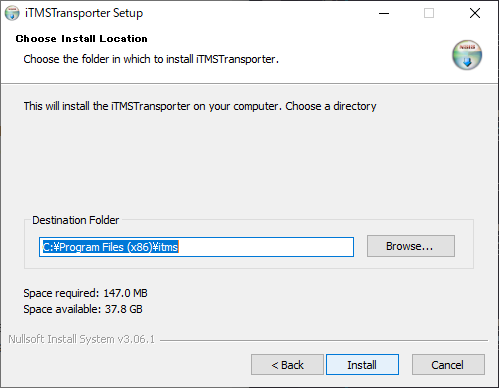 iTMSTransporter Setup
Choose Install Location
Choose the folder in which to install iTMSTransporter.
This will install the iTMSTransporter on your computer. Choose a directory
Destination Folder
C:¥Program Files (x86)¥itms
Browse...
Space required: 147.0 MB
Space available: 37.8 GB
Nullsoft Install System v3.06.1
< Back
Install
Cancel